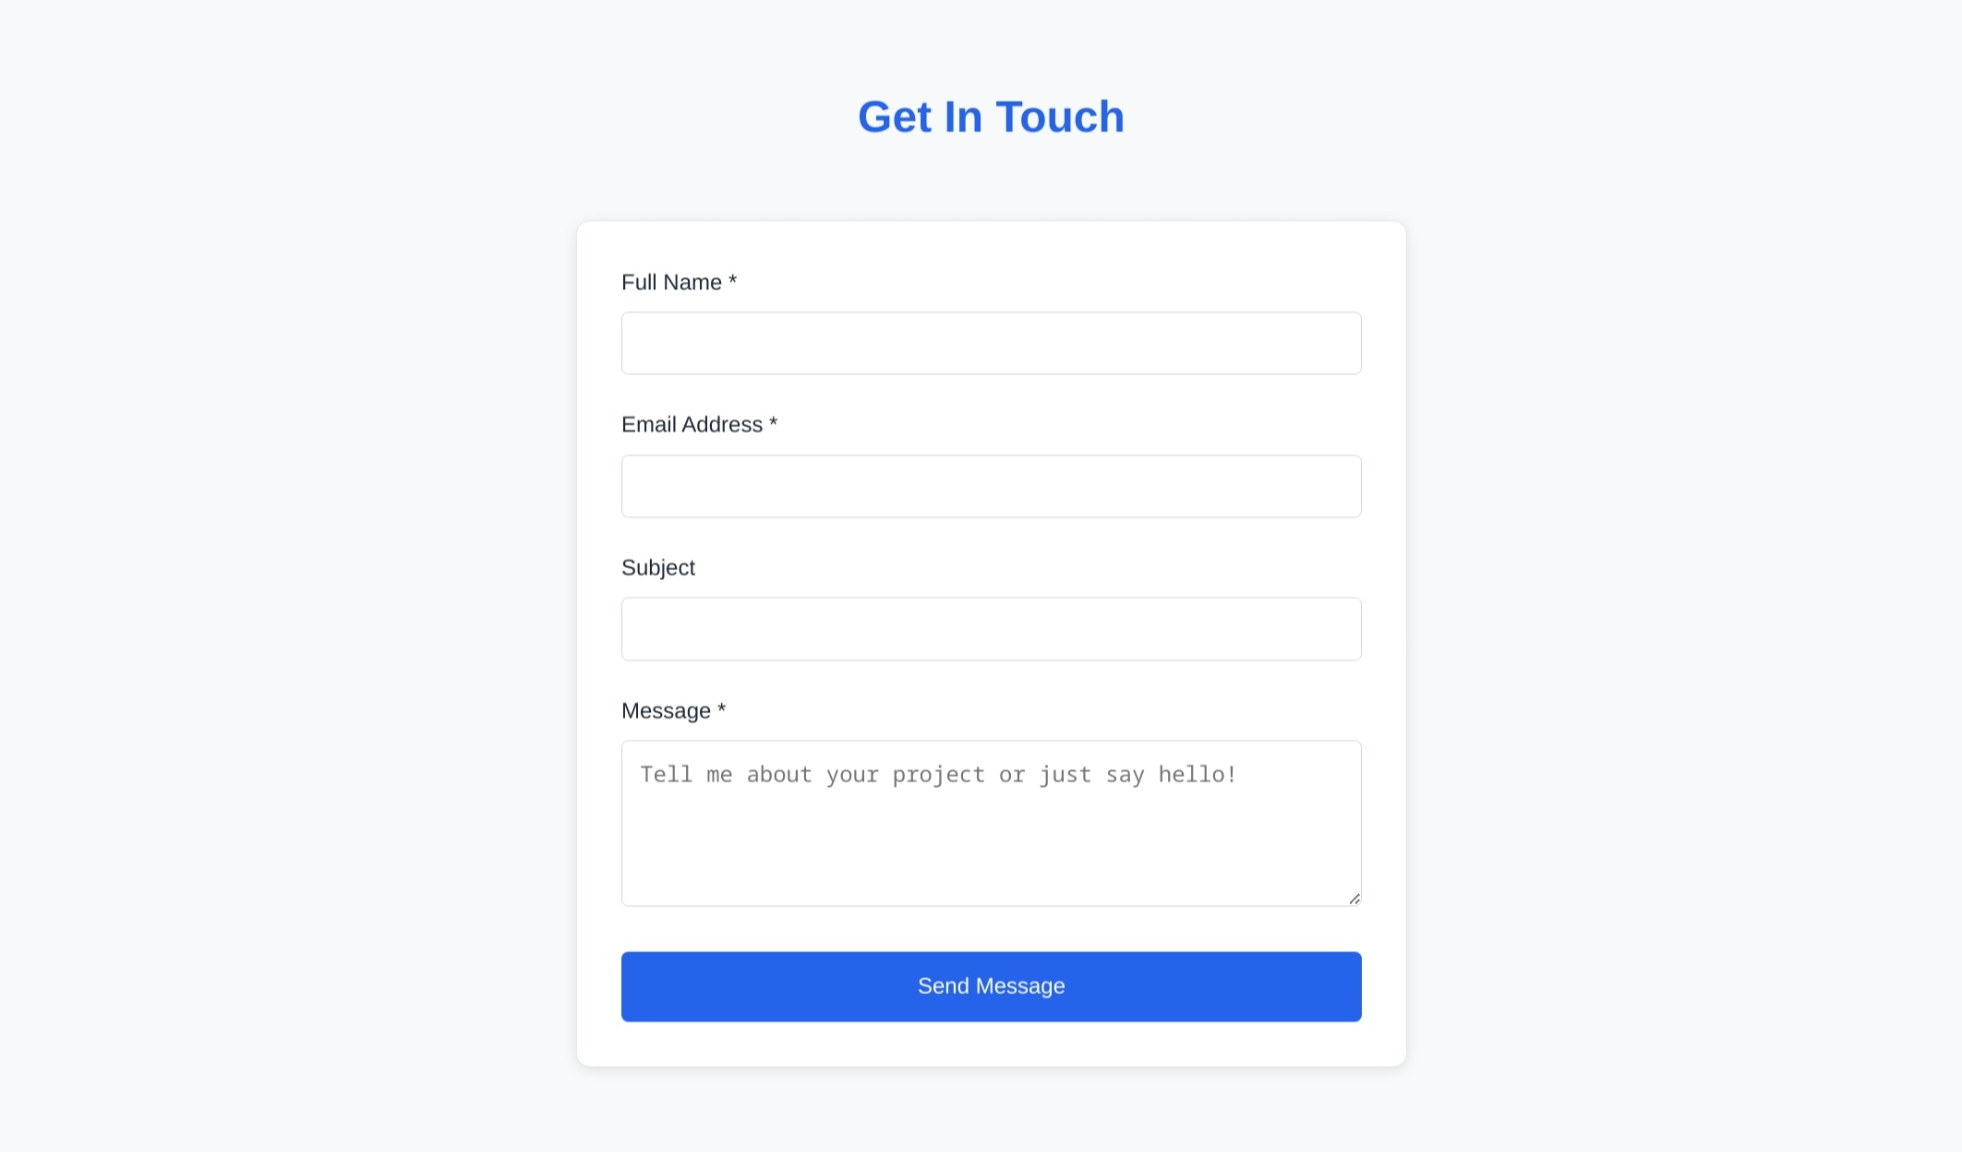 Get In Touch
Full Name *
Email Address *
Subject
Message *
Tell me about your project or just say hello!
Send Message